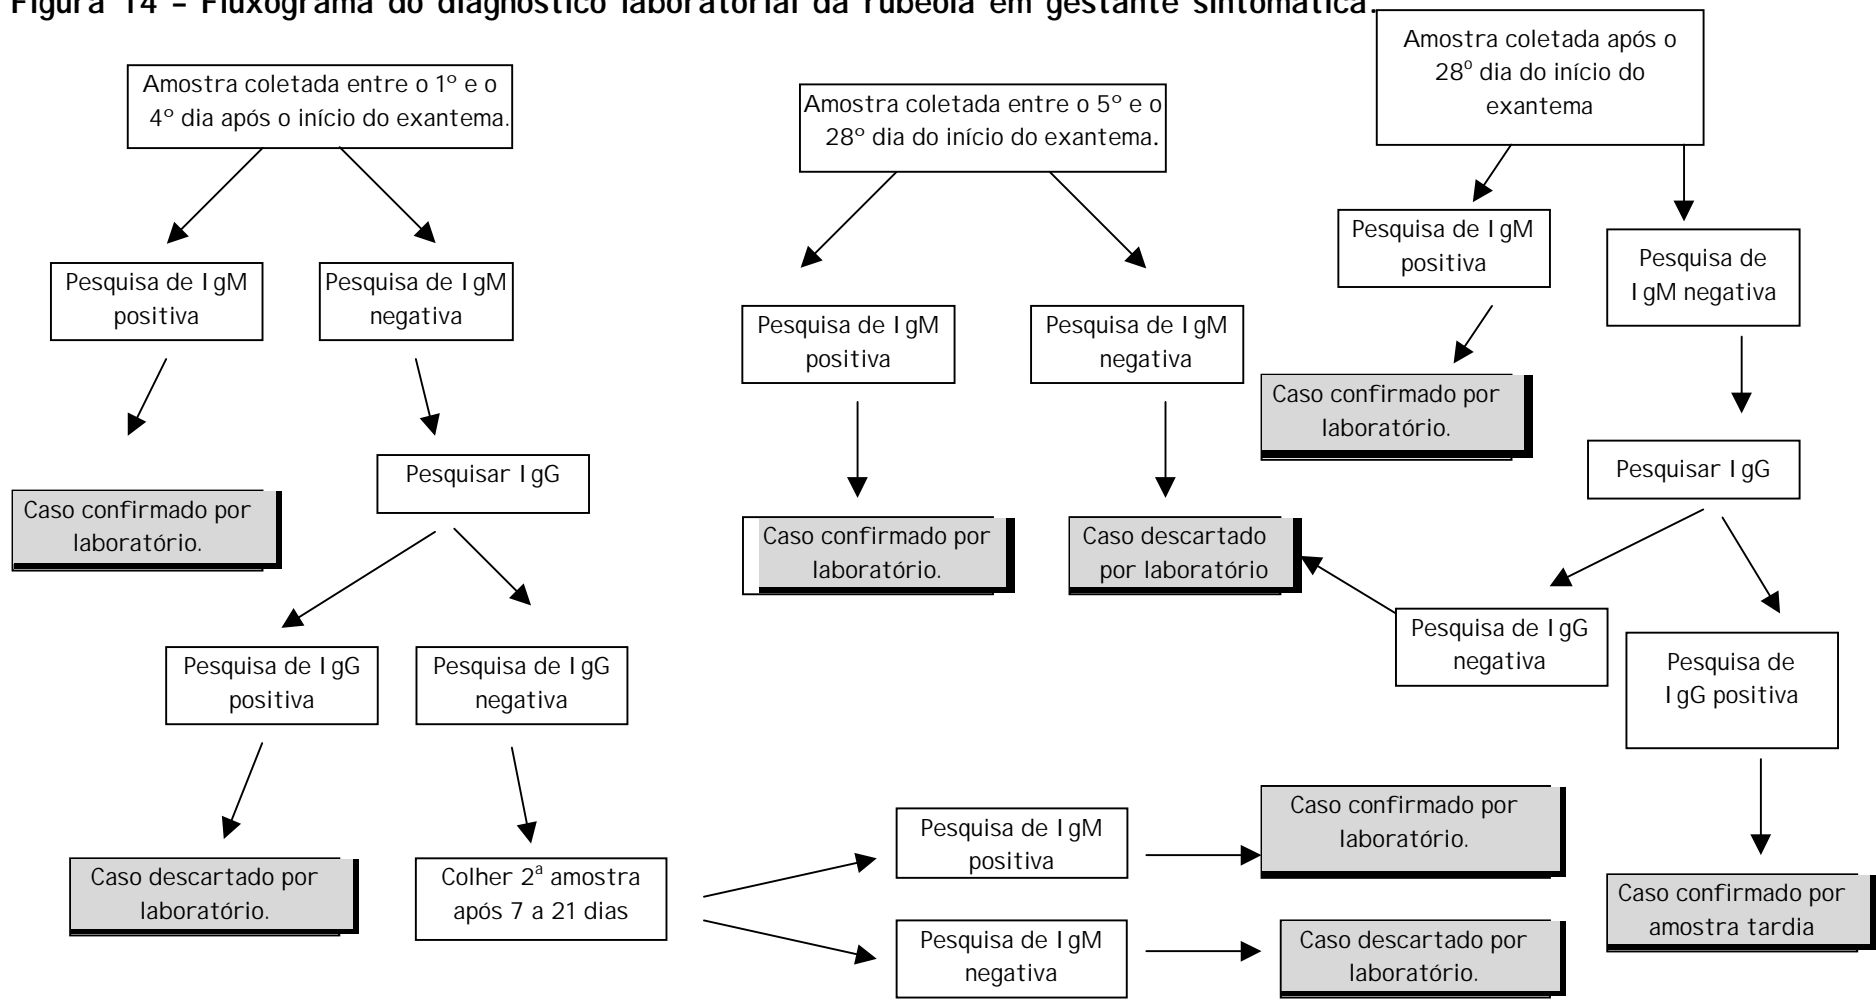 Figura 14 – Fluxograma do diagnóstico laboratorial da rubéola em gestante sintomática.
Amostra coletada entre o 1º e o
4º dia após o início do exantema.
Pesquisa de IgM
positiva
Caso confirmado por
laboratório.
Pesquisa de IgM
negativa
Pesquisar IgG
Pesquisa de IgG
positiva
Caso descartado por
laboratório.
Pesquisa de IgG
negativa
Colher 2ª amostra
após 7 a 21 dias
Pesquisa de IgM
positiva
Caso confirmado por
laboratório.
Pesquisa de IgM
negativa
Caso descartado por
laboratório.
Amostra coletada entre o 5º e o
28º dia do início do exantema.
Pesquisa de IgM
positiva
Caso confirmado por
laboratório.
Pesquisa de IgM
negativa
Caso descartado
por laboratório
Amostra coletada após o
28º dia do início do
exantema
Pesquisa de IgM
positiva
Caso confirmado por
laboratório.
Pesquisa de
IgM negativa
Pesquisar IgG
Pesquisa de IgG
negativa
Pesquisa de
IgG positiva
Caso confirmado por
amostra tardia